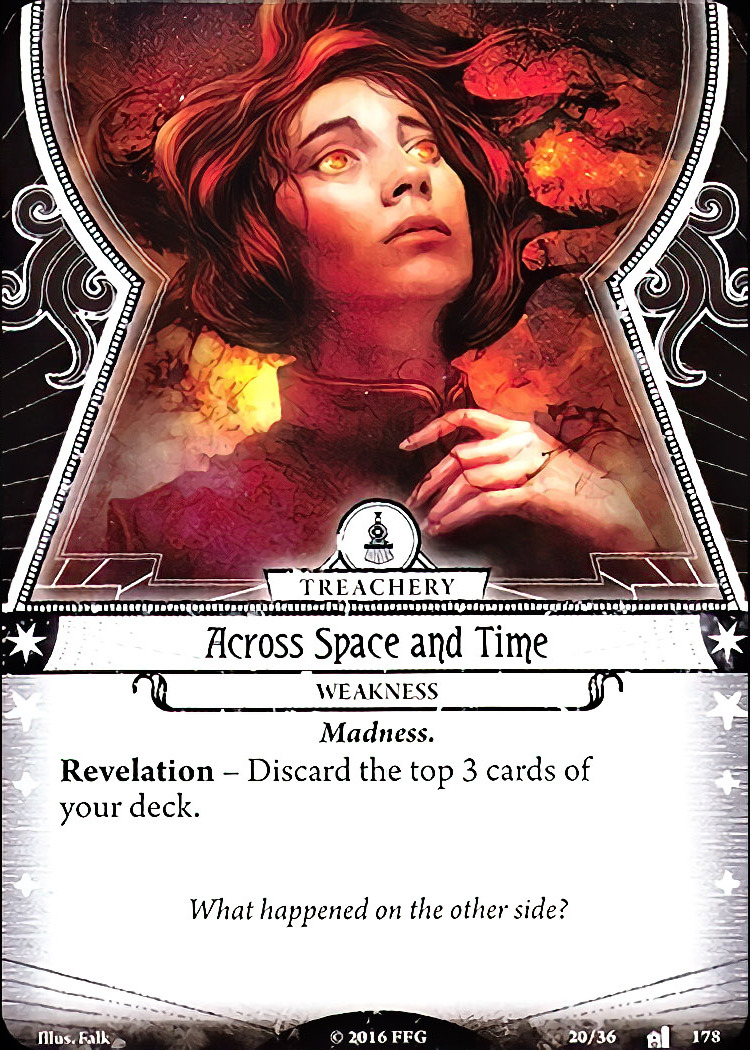 TREACHERY
Across Space and Time
WEAKNESS
Madness.
Revelation – Discard the top 3 cards of
your deck.
What happened on the other side?
Illus. Falk
© 2016 FFG
20/36
178